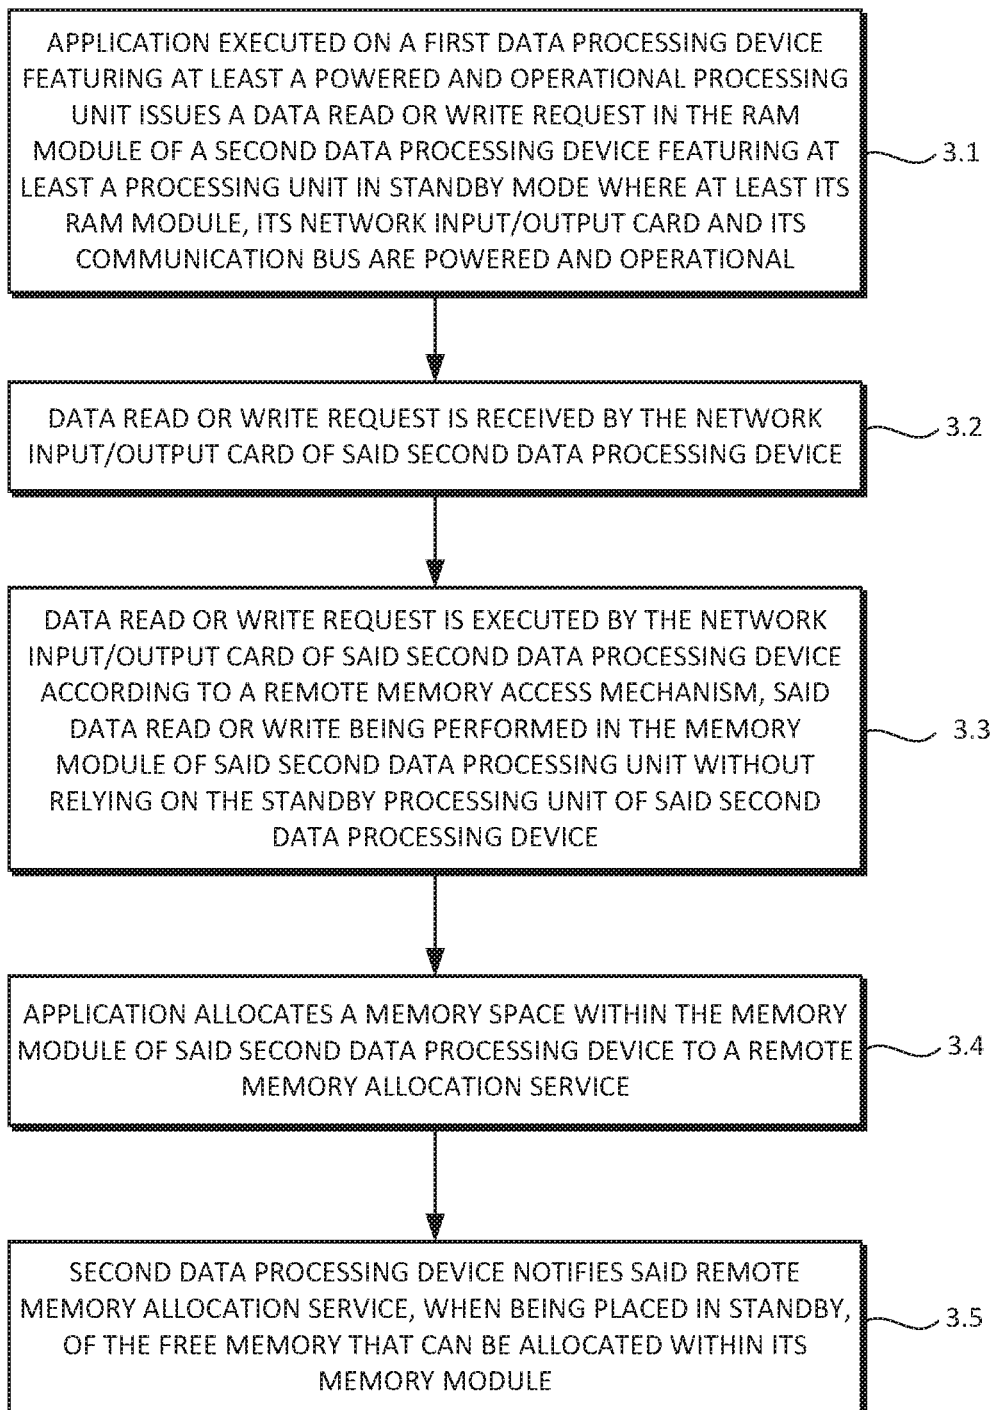 APPLICATION EXECUTED ON A FIRST DATA PROCESSING DEVICE
FEATURING AT LEAST A POWERED AND OPERATIONAL PROCESSING
UNIT ISSUES A DATA READ OR WRITE REQUEST IN THE RAM
MODULE OF A SECOND DATA PROCESSING DEVICE FEATURING AT
LEAST A PROCESSING UNIT IN STANDBY MODE WHERE AT LEAST ITS
RAM MODULE, ITS NETWORK INPUT/OUTPUT CARD AND ITS
COMMUNICATION BUS ARE POWERED AND OPERATIONAL
3.1
DATA READ OR WRITE REQUEST IS RECEIVED BY THE NETWORK
INPUT/OUTPUT CARD OF SAID SECOND DATA PROCESSING DEVICE
3.2
DATA READ OR WRITE REQUEST IS EXECUTED BY THE NETWORK
INPUT/OUTPUT CARD OF SAID SECOND DATA PROCESSING DEVICE
ACCORDING TO A REMOTE MEMORY ACCESS MECHANISM, SAID
DATA READ OR WRITE BEING PERFORMED IN THE MEMORY
MODULE OF SAID SECOND DATA PROCESSING UNIT WITHOUT
RELYING ON THE STANDBY PROCESSING UNIT OF SAID SECOND
DATA PROCESSING DEVICE
3.3
APPLICATION ALLOCATES A MEMORY SPACE WITHIN THE MEMORY
MODULE OF SAID SECOND DATA PROCESSING DEVICE TO A REMOTE
MEMORY ALLOCATION SERVICE
3.4
SECOND DATA PROCESSING DEVICE NOTIFIES SAID REMOTE
MEMORY ALLOCATION SERVICE, WHEN BEING PLACED IN STANDBY,
OF THE FREE MEMORY THAT CAN BE ALLOCATED WITHIN ITS
MEMORY MODULE
3.5